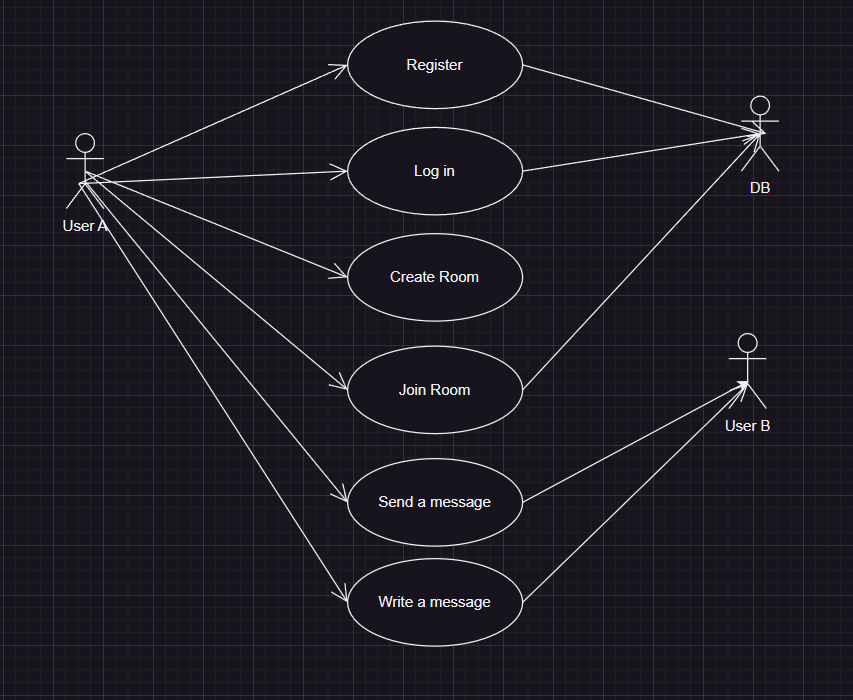 Register
Log in
DB
User A
Create Room
Join Room
User B
Send a message
Write a message